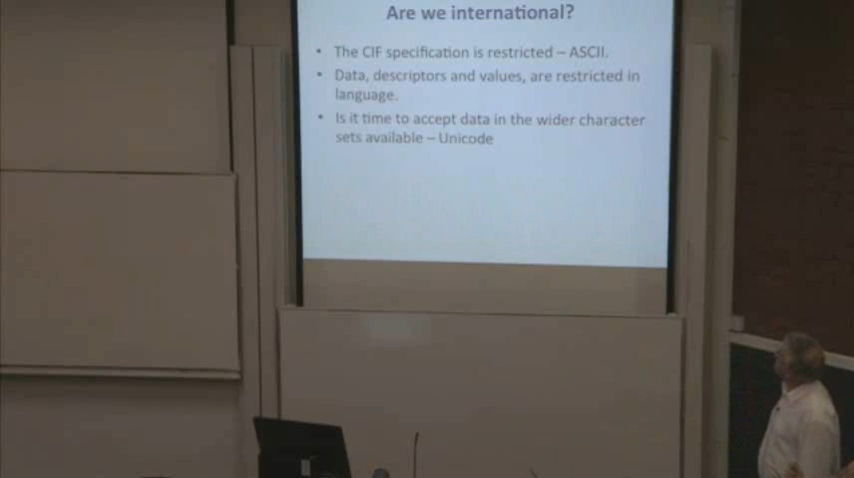 Are we international?
• The CIF specification is restricted – ASCII.
• Data, descriptors and values, are restricted in
language.
• Is it time to accept data in the wider character
sets available – Unicode